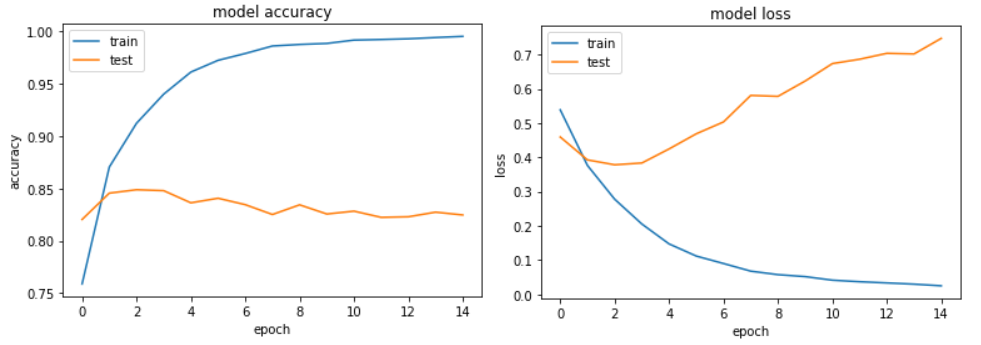 model accuracy
train
test
1.00
0.95
0.90
0.85
0.80
0.75
accuracy
0 2 4 6 8 10 12 14
epoch
model loss
train
test
0.7
0.6
0.5
0.4
0.3
0.2
0.1
0.0
loss
0 2 4 6 8 10 12 14
epoch